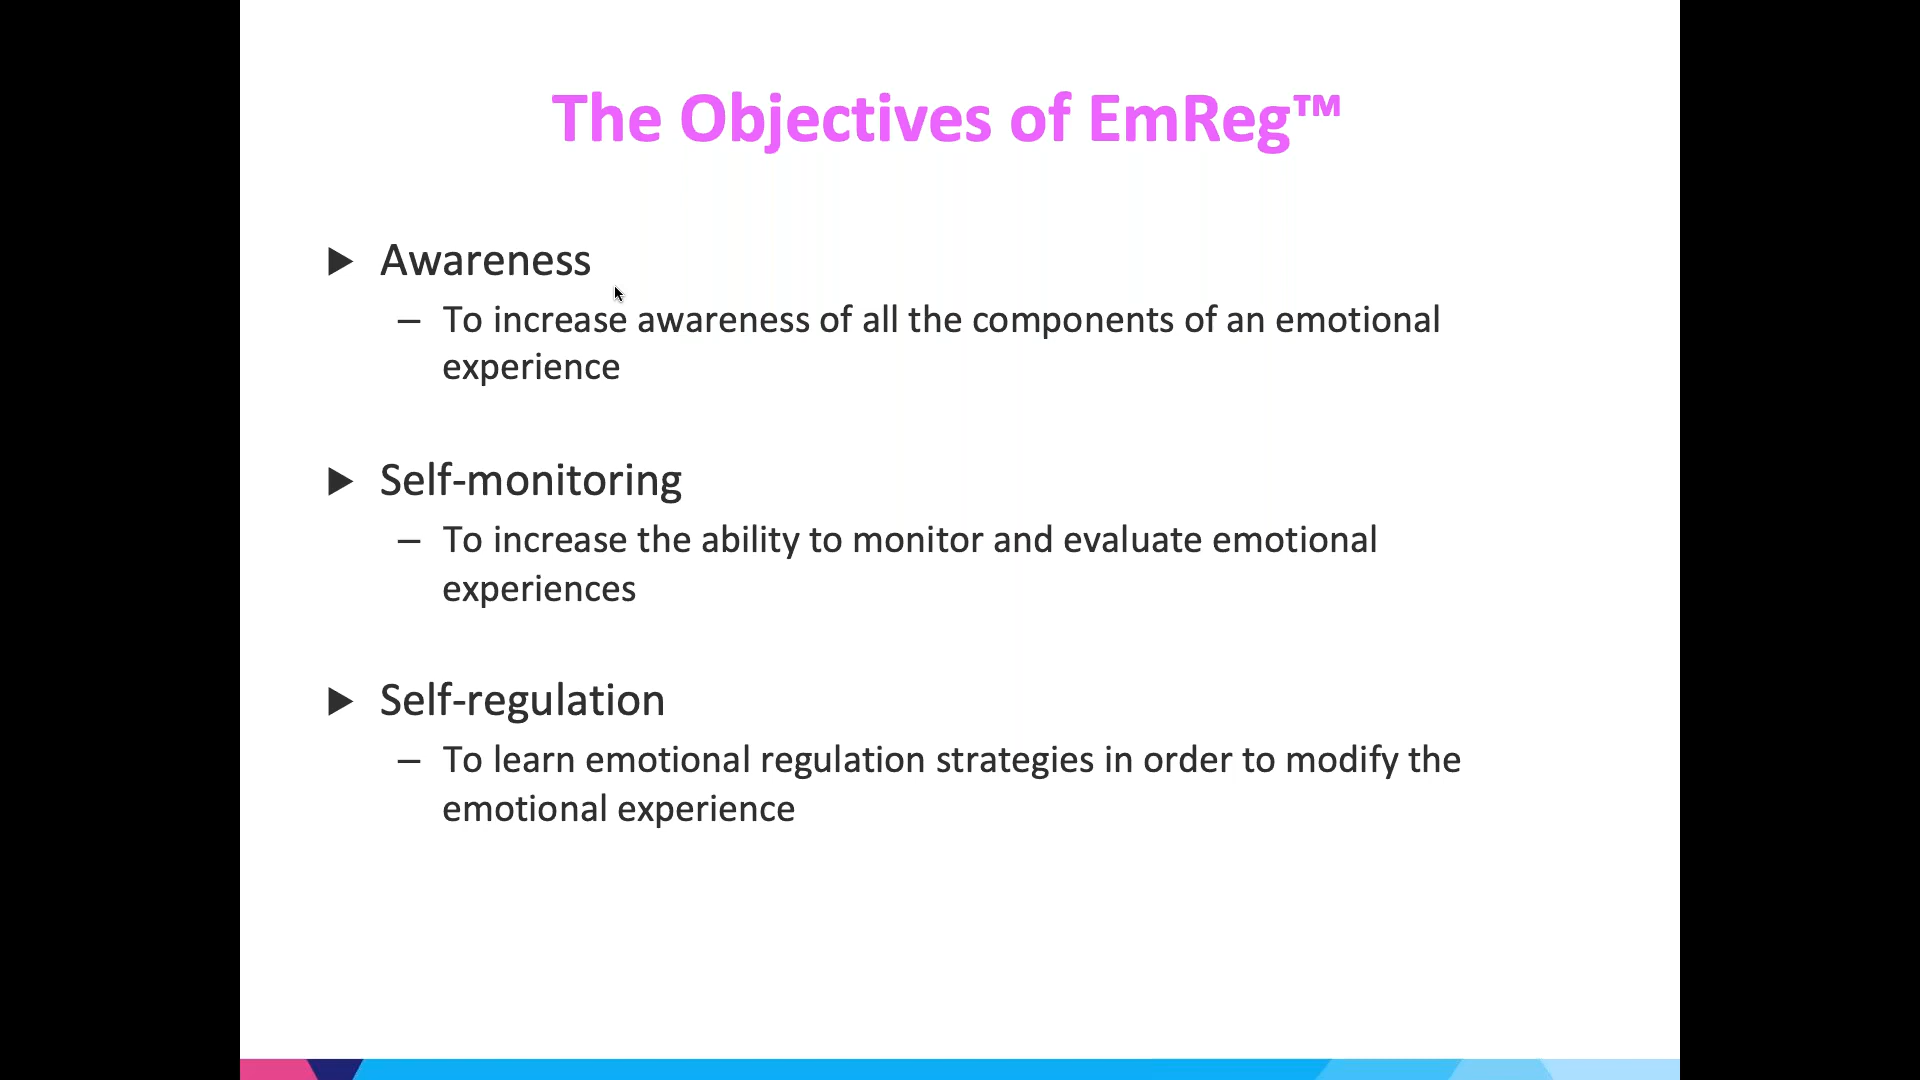 The Objectives of EmReg™
► Awareness
– To increase awareness of all the components of an emotional
experience
► Self-monitoring
– To increase the ability to monitor and evaluate emotional
experiences
► Self-regulation
– To learn emotional regulation strategies in order to modify the
emotional experience